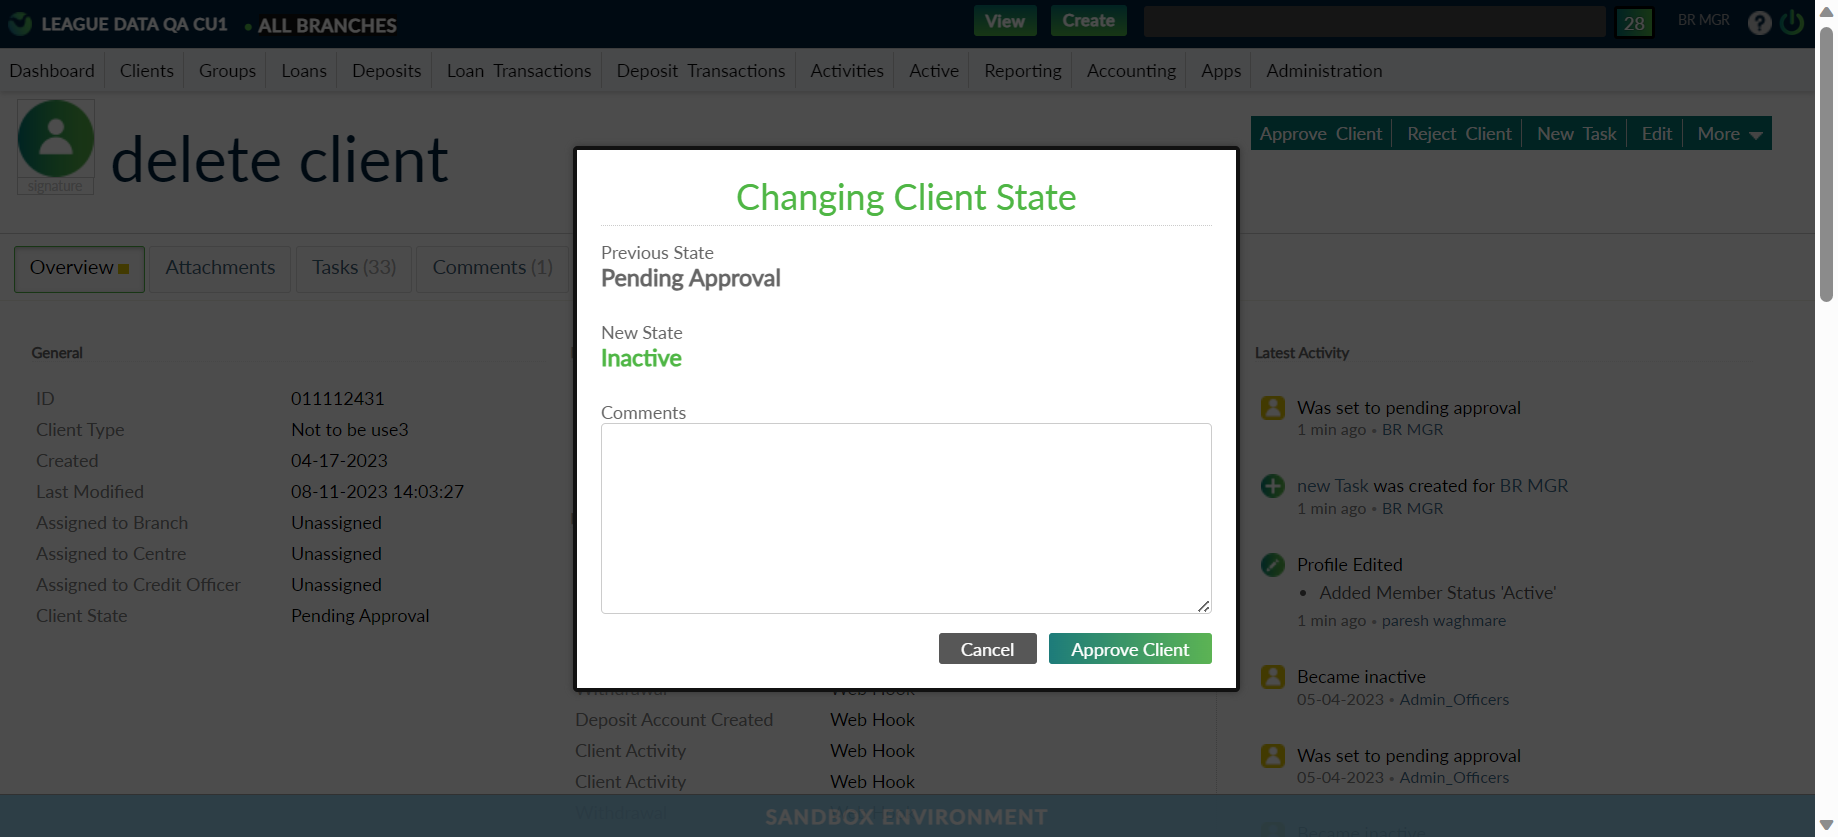 LEAGUE DATA QA CU1 • ALL BRANCHES
View
Create
28
BR MGR
?
Dashboard
Clients
Groups
Loans
Deposits
Loan Transactions
Deposit Transactions
Activities
Active
Reporting
Accounting
Apps
Administration
signature
delete client
Approve Client
Reject Client
New Task
Edit
More
Overview
Attachments
Tasks (33)
Comments (1)
General
ID 011112431
Client Type Not to be use3
Created 04-17-2023
Last Modified 08-11-2023 14:03:27
Assigned to Branch Unassigned
Assigned to Centre Unassigned
Assigned to Credit Officer Unassigned
Client State Pending Approval
Changing Client State
Previous State
Pending Approval
New State
Inactive
Comments
Cancel
Approve Client
Withdrawal Web Hook
Deposit Account Created Web Hook
Client Activity Web Hook
Client Activity Web Hook
Withdrawal
Latest Activity
Was set to pending approval
1 min ago • BR MGR
new Task was created for BR MGR
1 min ago • BR MGR
Profile Edited
• Added Member Status 'Active'
1 min ago • paresh waghmare
Became inactive
05-04-2023 • Admin_Officers
Was set to pending approval
05-04-2023 • Admin_Officers
Became inactive
SANDBOX ENVIRONMENT